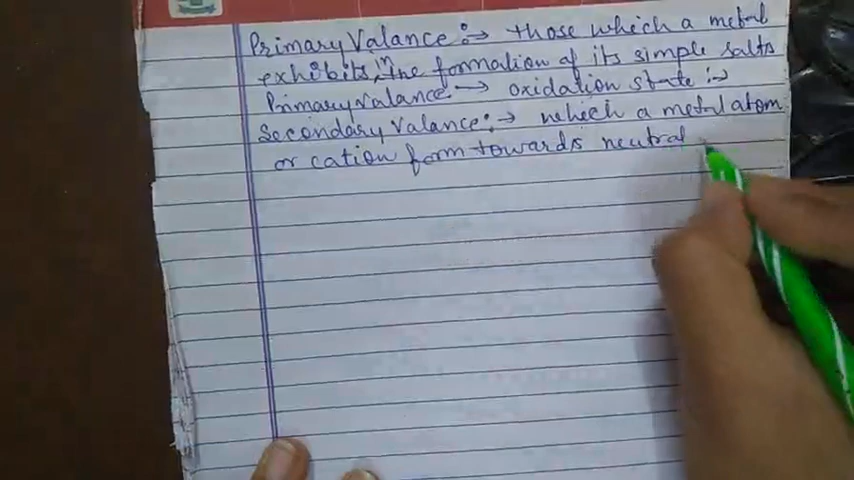 Primary Valance :→ those which a metal
exhibits in the formation of its simple salts
Primary valance → oxidation state :→
Secondary Valance :→ which a metal atom
or cation form towards neutral